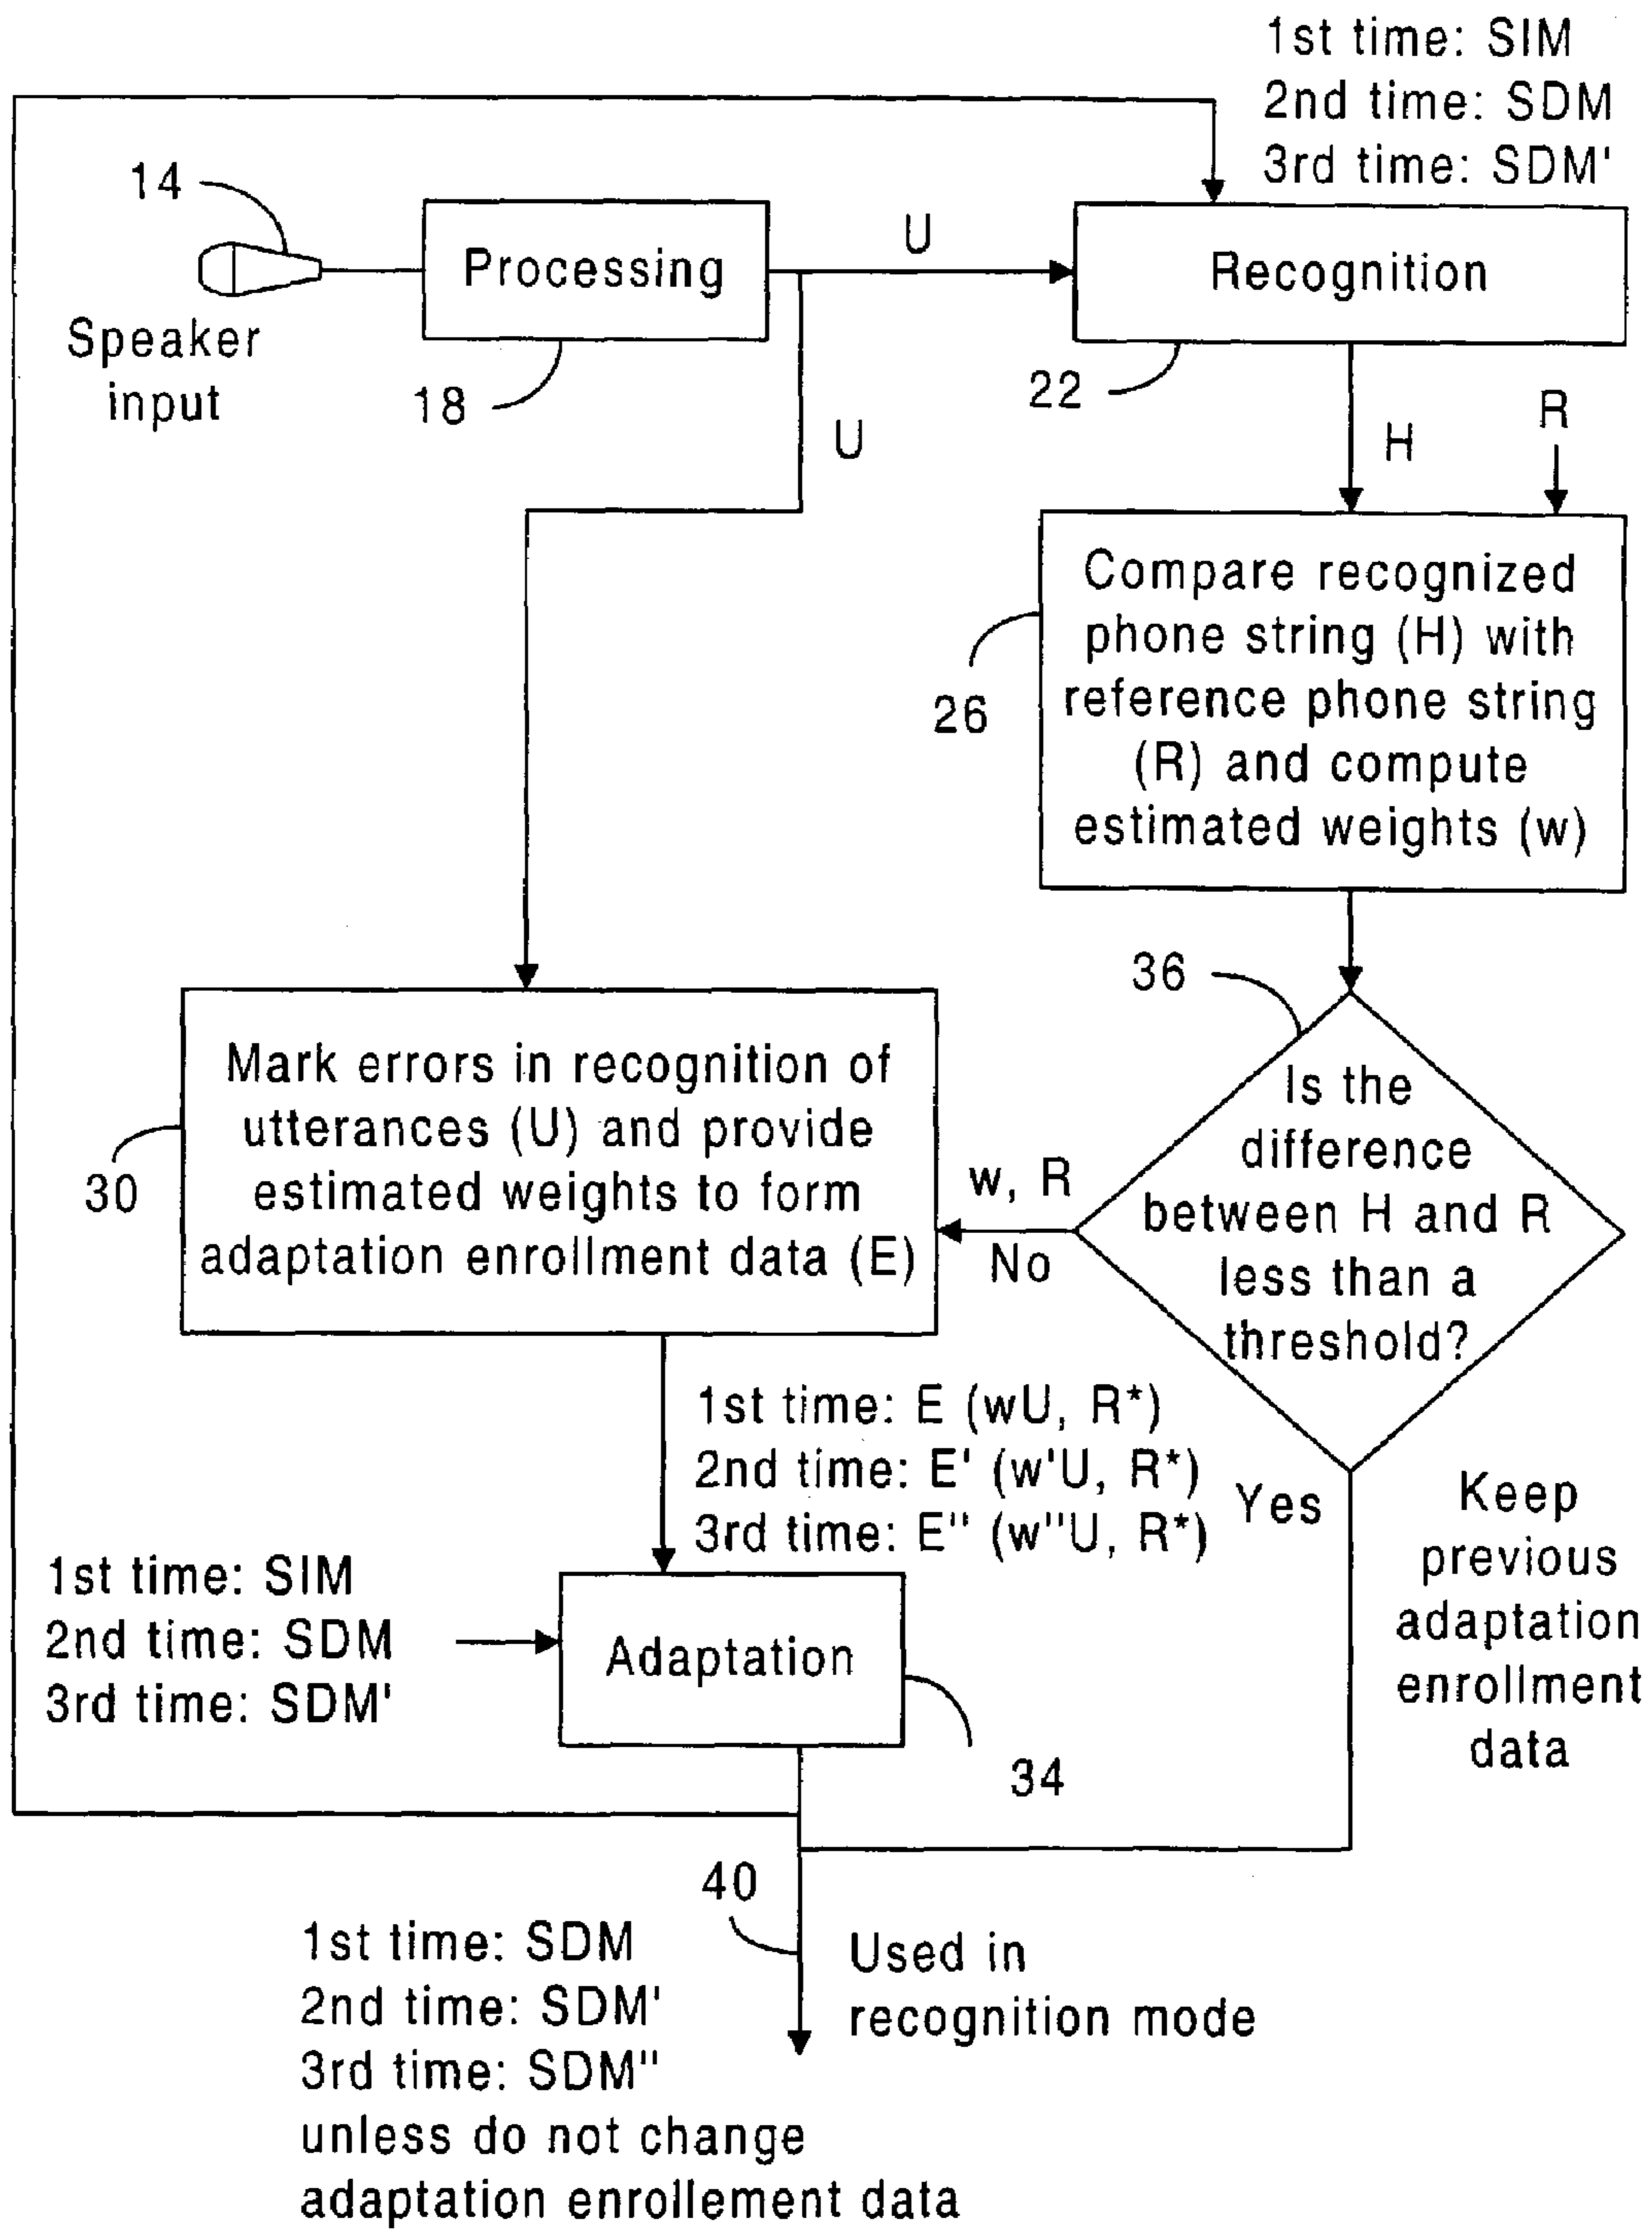 1st time: SIM
2nd time: SDM
3rd time: SDM'
14
Processing
U
Recognition
Speaker
input
18
22
U
H
R
Compare recognized
phone string (H) with
reference phone string
(R) and compute
estimated weights (w)
26
36
Mark errors in recognition of
utterances (U) and provide
estimated weights to form
adaptation enrollment data (E)
30
w, R
No
Is the
difference
between H and R
less than a
threshold?
1st time: E (wU, R*)
2nd time: E' (w'U, R*)
3rd time: E" (w"U, R*)
Yes
Keep
previous
adaptation
enrollment
data
1st time: SIM
2nd time: SDM
3rd time: SDM'
Adaptation
34
40
1st time: SDM
2nd time: SDM'
3rd time: SDM"
unless do not change
adaptation enrollement data
Used in
recognition mode